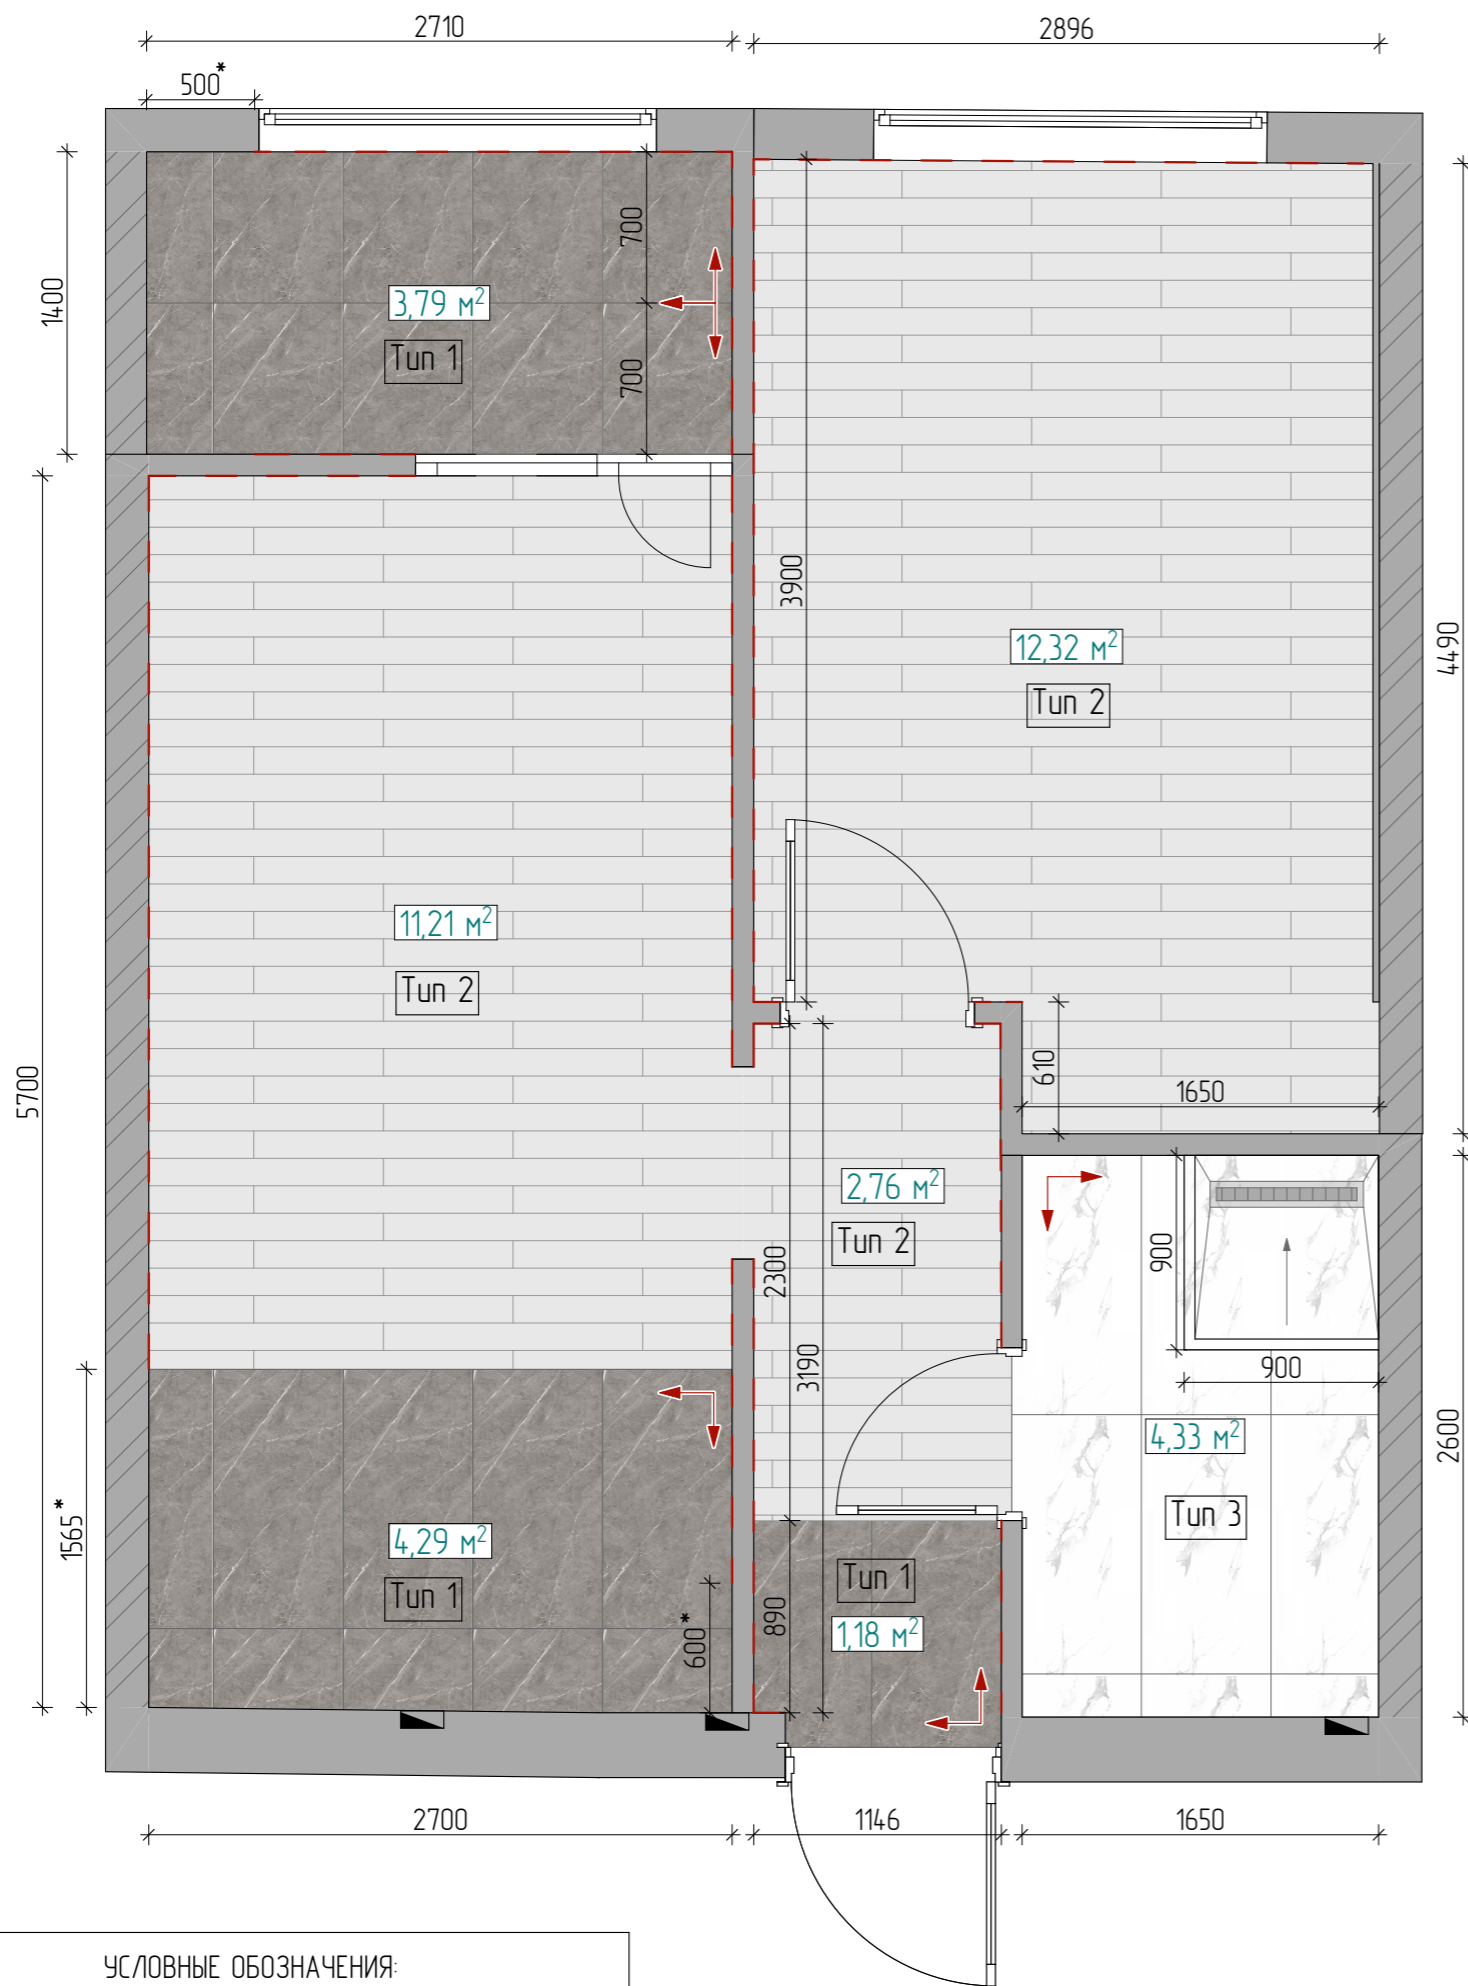 2710
2896
500*
1400
700
3,79 м²
Тип 1
700
3900
12,32 м²
Тип 2
4490
11,21 м²
Тип 2
5700
610
1650
2,76 м²
Тип 2
900
2300
3190
900
4,33 м²
2600
Тип 3
1565*
4,29 м²
Тип 1
600*
Тип 1
890
1,18 м²
2700
1146
1650
УСЛОВНЫЕ ОБОЗНАЧЕНИЯ: